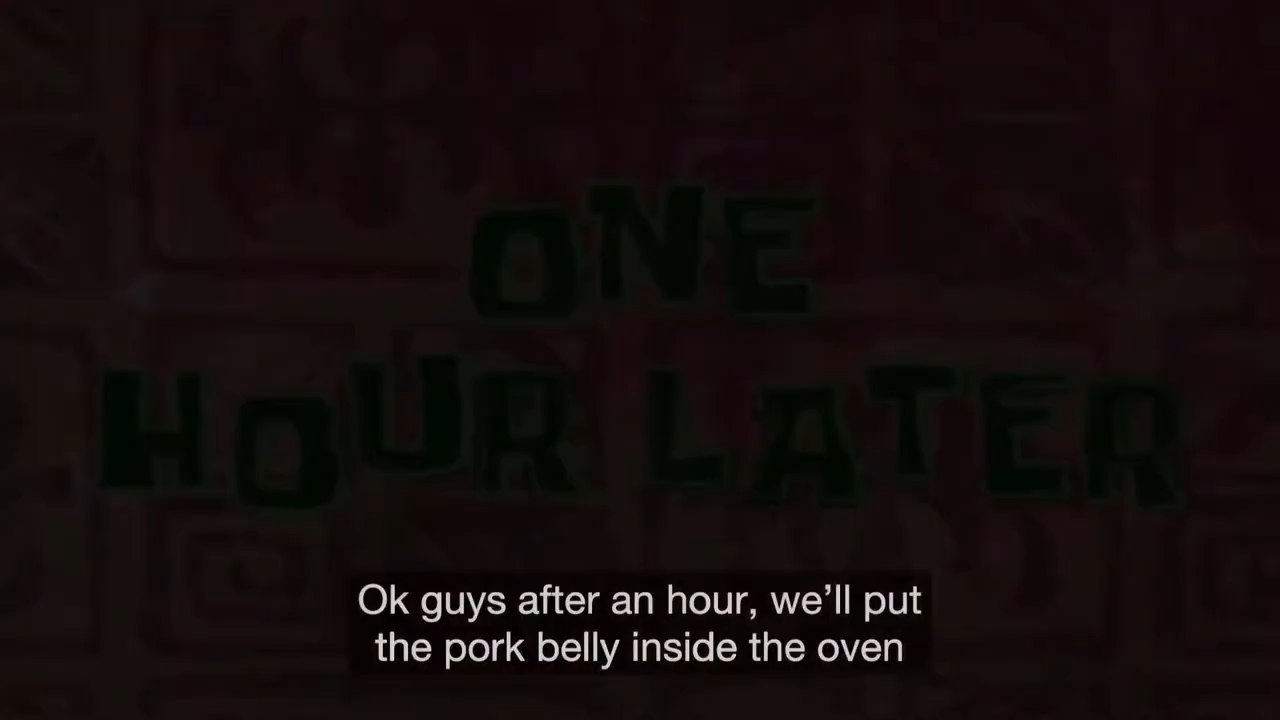 ONE
HOUR LATER
Ok guys after an hour, we’ll put
the pork belly inside the oven